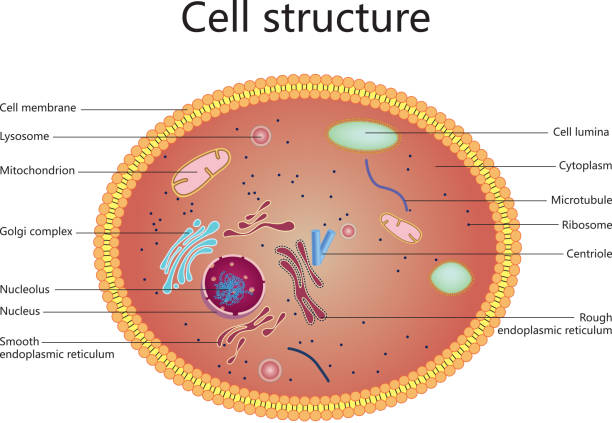 Cell structure
Cell membrane
Lysosome
Mitochondrion
Golgi complex
Nucleolus
Nucleus
Smooth
endoplasmic reticulum
Cell lumina
Cytoplasm
Microtubule
Ribosome
Centriole
Rough
endoplasmic reticulum